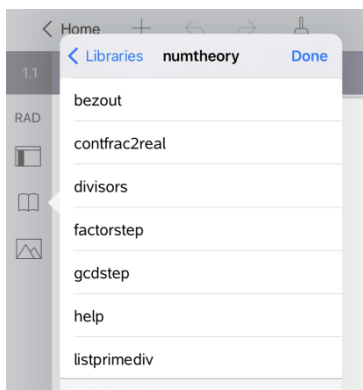 Home
Libraries numtheory Done
1.1
bezout
RAD
contfrac2real
divisors
factorstep
gcdstep
help
listprimediv